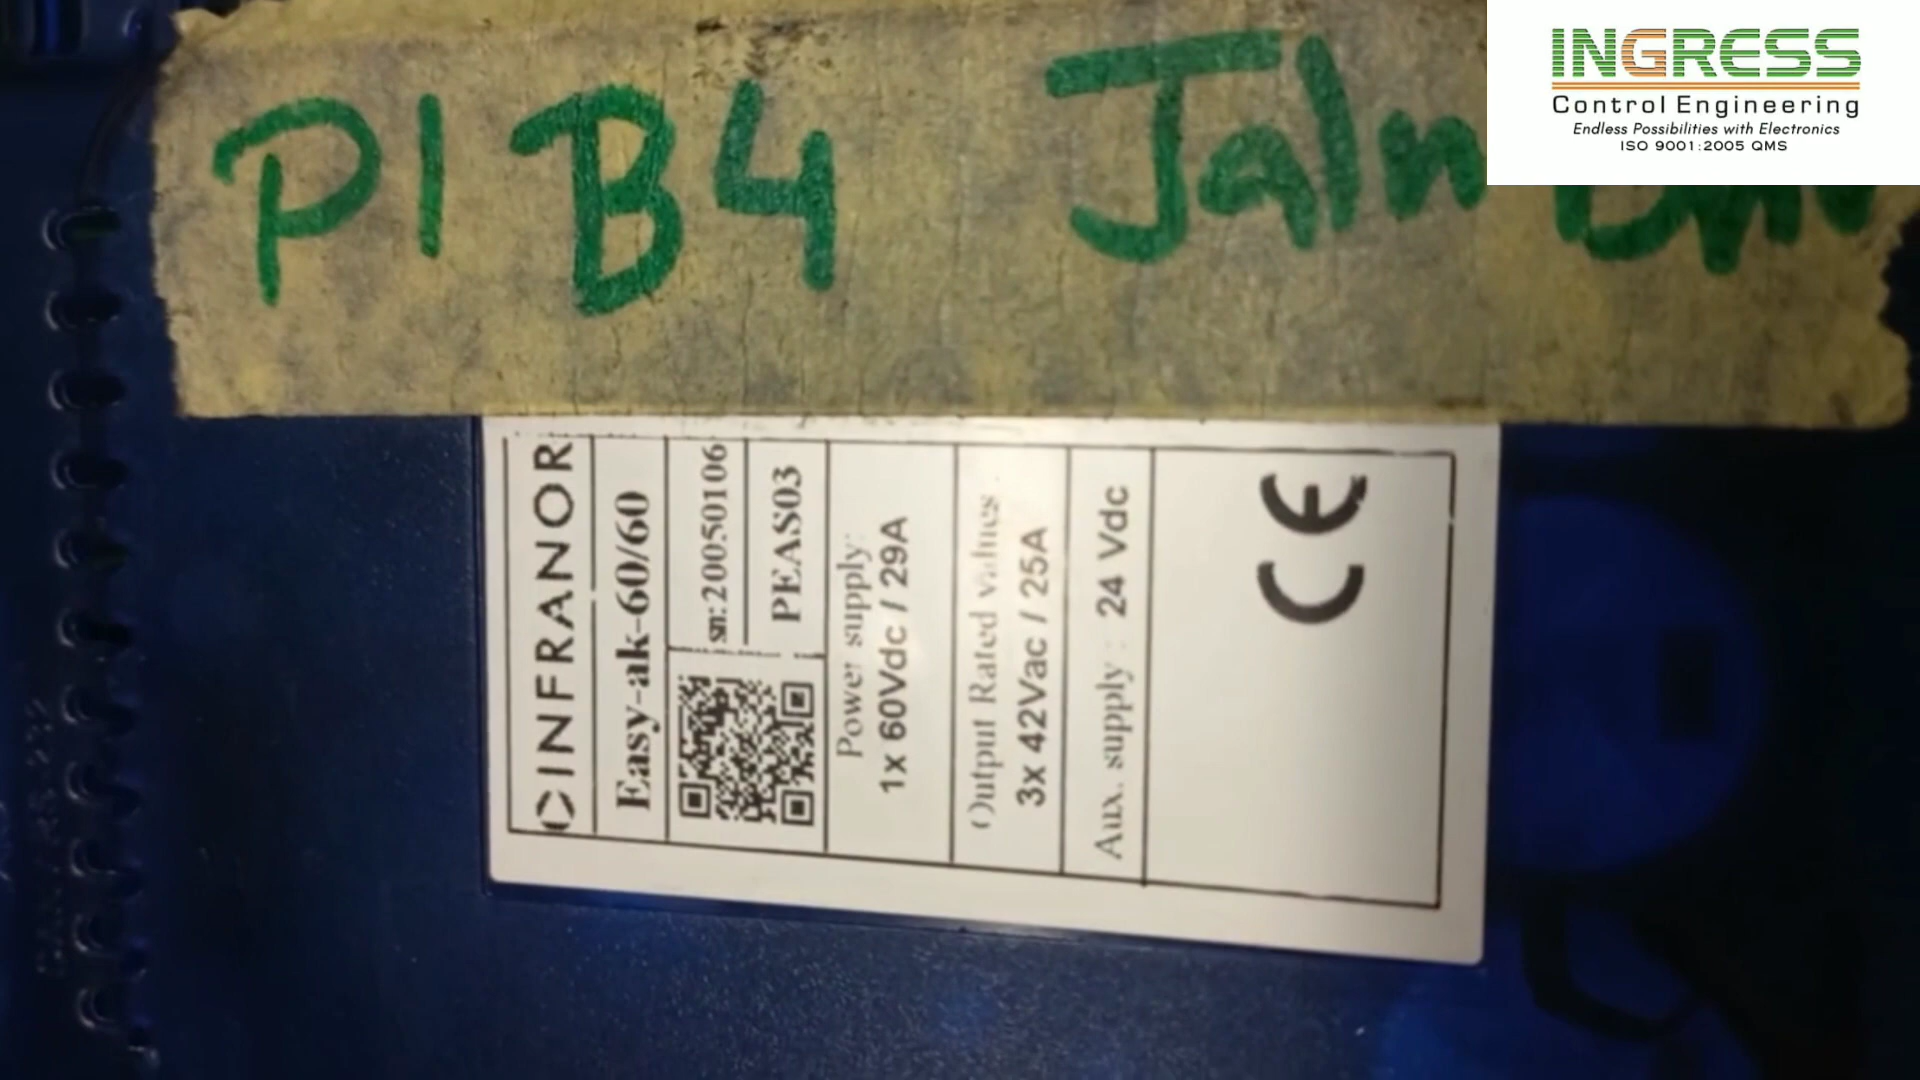 P1 B4 Jain
INGRESS
Control Engineering
Endless Possibilities with Electronics
ISO 9001:2005 QMS
INFRANOR
Easy-ak-60/60
sn:20050106
PEAS03
Power supply:
1x 60Vdc / 29A
Output Rated Values
3x 42Vac / 25A
Aux. supply : 24 Vdc
CE